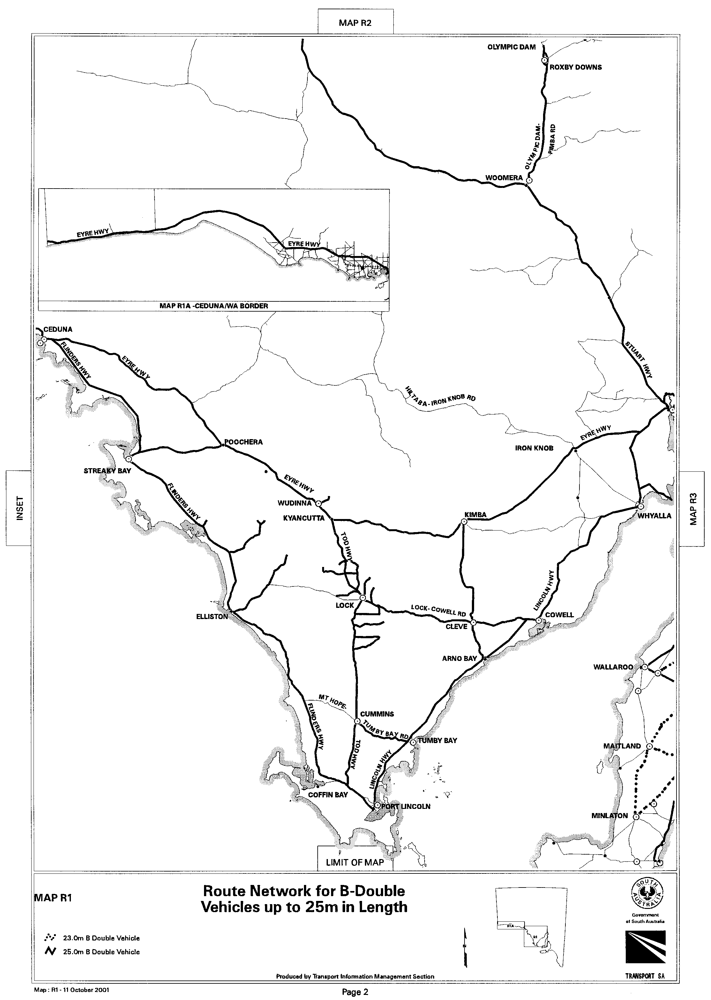 MAP R2
OLYMPIC DAM
ROXBY DOWNS
OLYMPIC DAM-
PIMBA RD
WOOMERA
EYRE HWY
EYRE HWY
MAP R1A -CEDUNA/WA BORDER
CEDUNA
FLINDERS HWY
EYRE HWY
STUART HWY
HILTABA - IRON KNOB RD
EYRE HWY
POOCHERA
IRON KNOB
STREAKY BAY
INSET
MAP R3
FLINDERS HWY
EYRE HWY
WUDINNA
KYANCUTTA
KIMBA
WHYALLA
TOD HWY
LINCOLN HWY
LOCK
LOCK- COWELL RD
ELLISTON
COWELL
CLEVE
ARNO BAY
WALLAROO
MT HOPE-
FLINDERS HWY
CUMMINS
TUMBY BAY RD
TUMBY BAY
TOD HWY
MAITLAND
LINCOLN HWY
COFFIN BAY
PORT LINCOLN
MINLATON
LIMIT OF MAP
MAP R1
Route Network for B-Double
Vehicles up to 25m in Length
23.0m B Double Vehicle
25.0m B Double Vehicle
N
R1A
R1
SOUTH
AUSTRALIA
Government
of South Australia
TRANSPORT SA
Produced by Transport Information Management Section
Map : R1 - 11 October 2001
Page 2